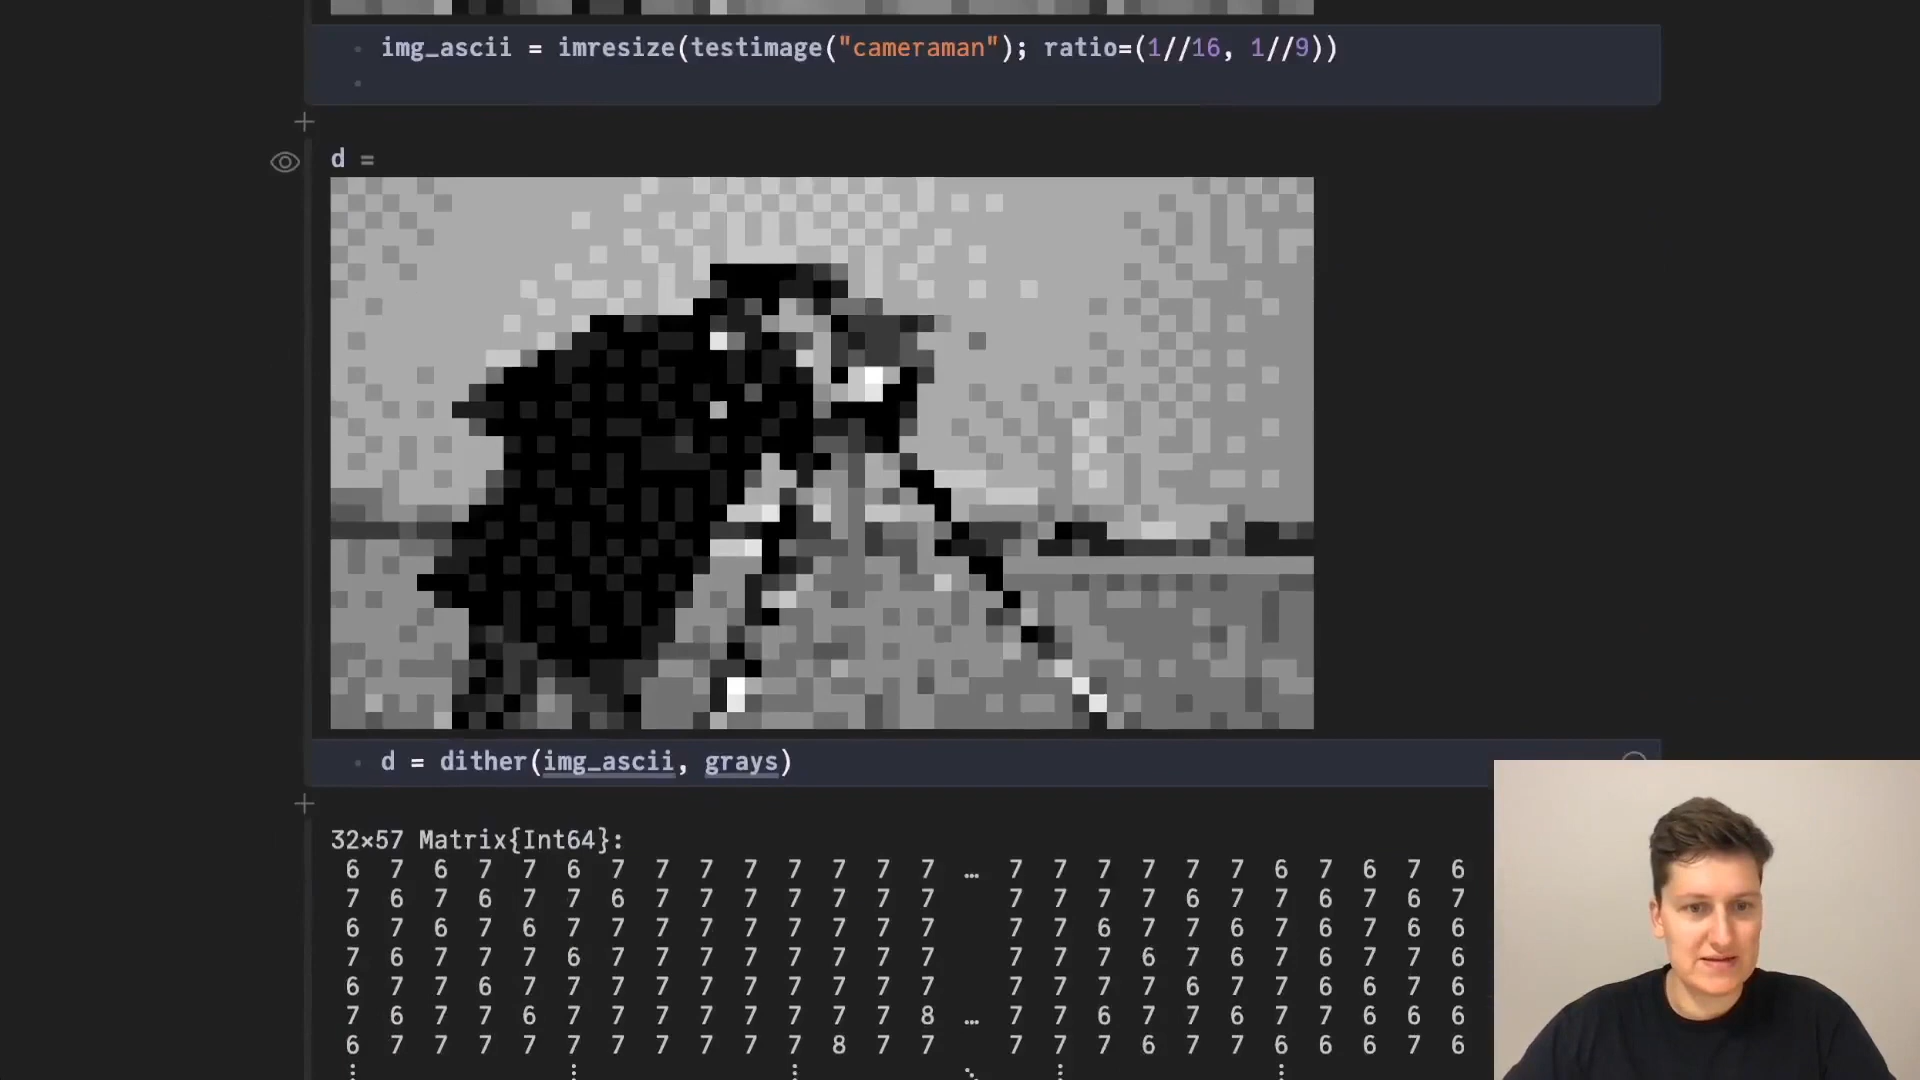 img_ascii = imresize(testimage("cameraman"); ratio=(1//16, 1//9))
d =
d = dither(img_ascii, grays)
32×57 Matrix{Int64}:
6 7 6 7 7 6 7 7 7 7 7 7 7 7 … 7 7 7 7 7 7 6 7 6 7 6
7 6 7 6 7 7 6 7 7 7 7 7 7 7 7 7 7 7 6 7 7 6 7 6 7
6 7 6 7 6 7 7 7 7 7 7 7 7 7 7 7 6 7 7 6 7 6 7 6 6
7 6 7 7 7 6 7 7 7 7 7 7 7 7 7 7 7 6 7 6 7 6 7 7 6
6 7 7 6 7 7 7 7 7 7 7 7 7 7 7 7 7 7 6 7 7 6 6 7 6
7 6 7 7 6 7 7 7 7 7 7 7 7 8 … 7 7 6 7 7 6 7 7 6 6 6
6 7 7 7 7 7 7 7 7 7 7 8 7 7 7 7 7 6 7 7 6 6 6 7 6
⋮ ⋮ ⋮ ⋱ ⋮ ⋮